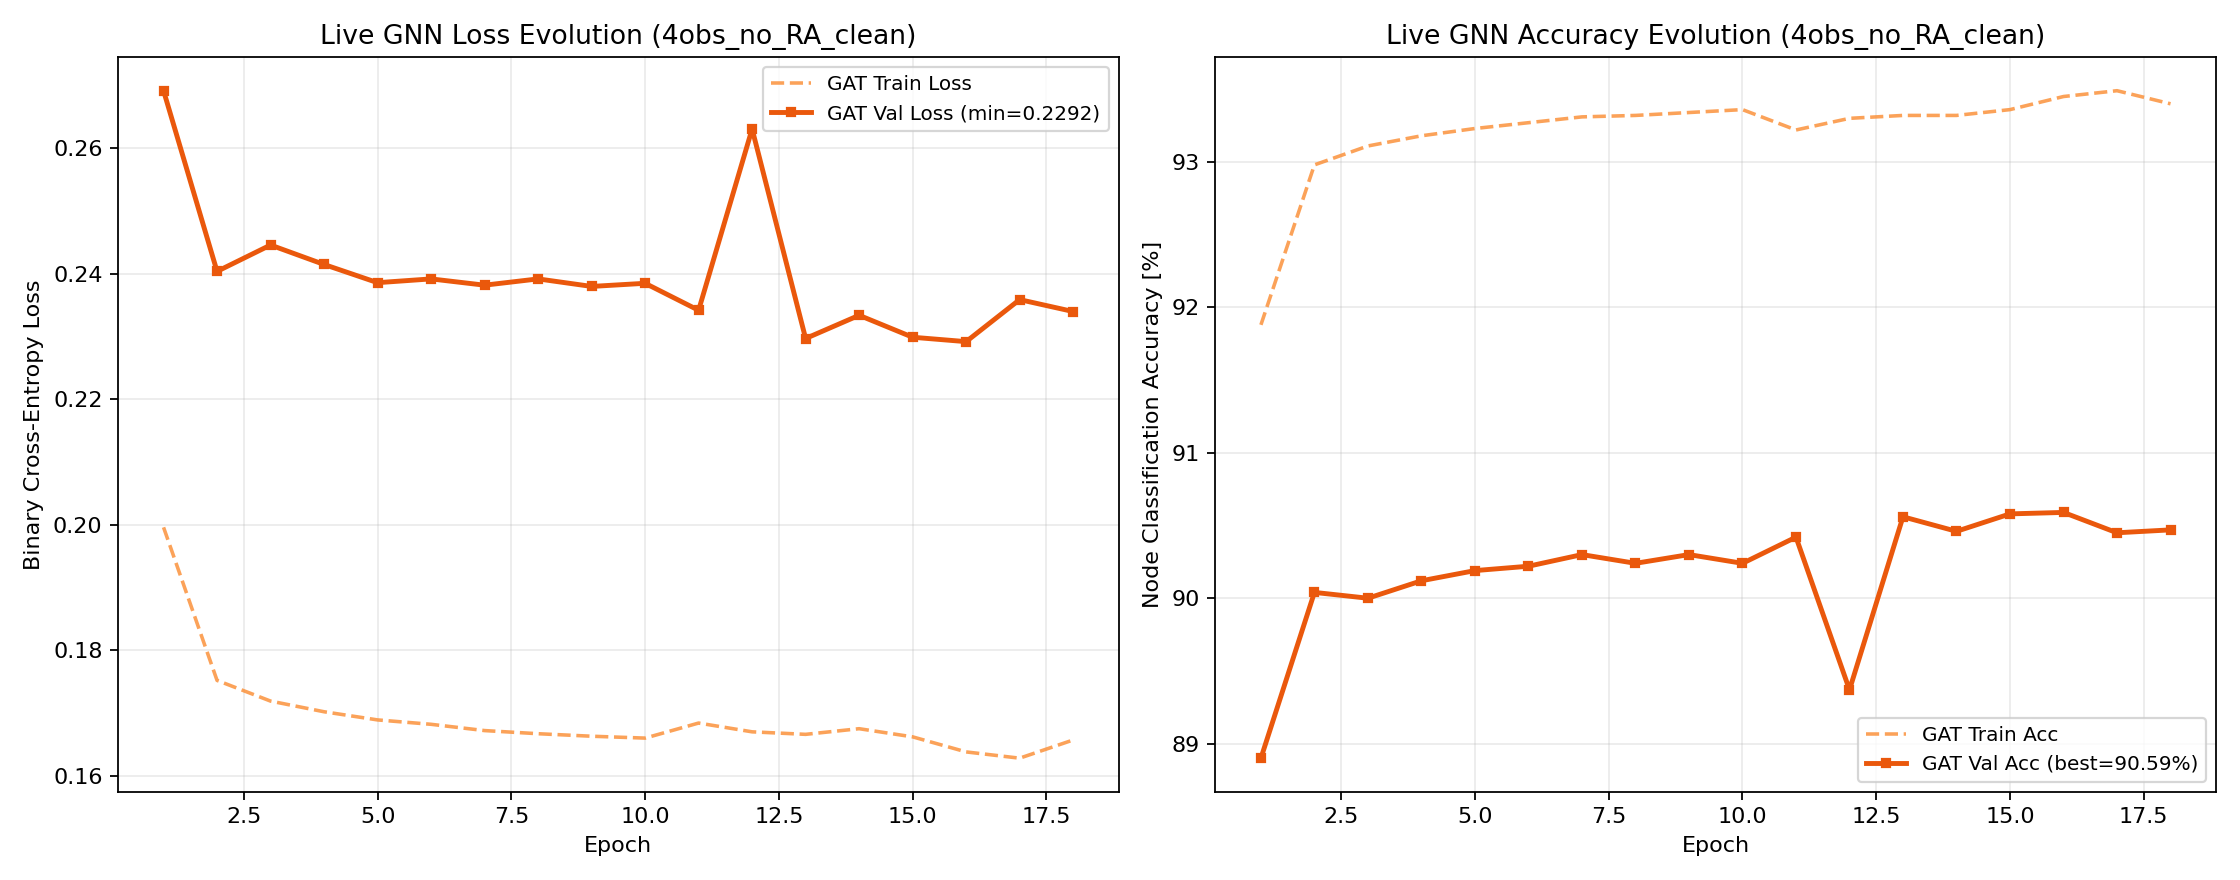 Live GNN Loss Evolution (4obs_no_RA_clean)
GAT Train Loss
GAT Val Loss (min=0.2292)
Binary Cross-Entropy Loss
0.26
0.24
0.22
0.20
0.18
0.16
2.5
5.0
7.5
10.0
12.5
15.0
17.5
Epoch
Live GNN Accuracy Evolution (4obs_no_RA_clean)
Node Classification Accuracy [%]
93
92
91
90
89
GAT Train Acc
GAT Val Acc (best=90.59%)
2.5
5.0
7.5
10.0
12.5
15.0
17.5
Epoch